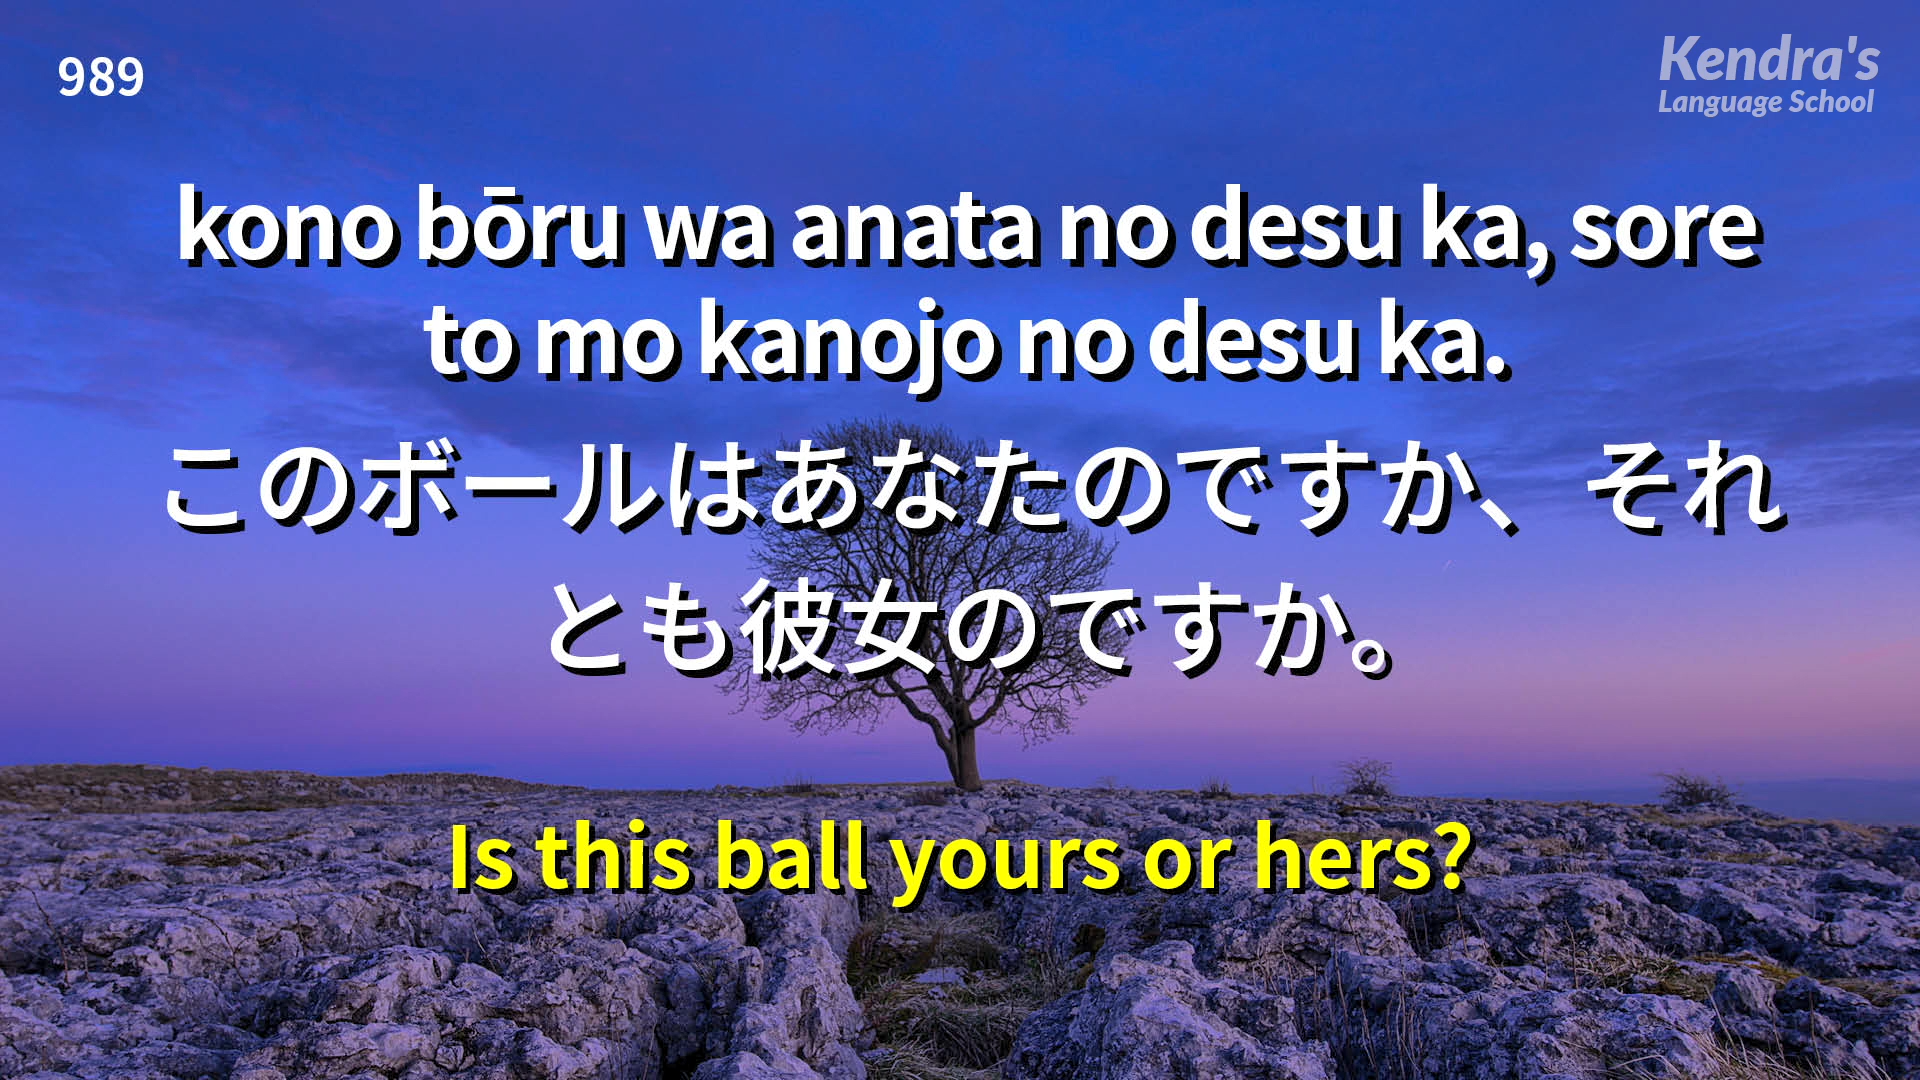 989
Kendra's
Language School
kono bōru wa anata no desu ka, sore
to mo kanojo no desu ka.
このボールはあなたのですか、それ
とも彼女のですか。
Is this ball yours or hers?